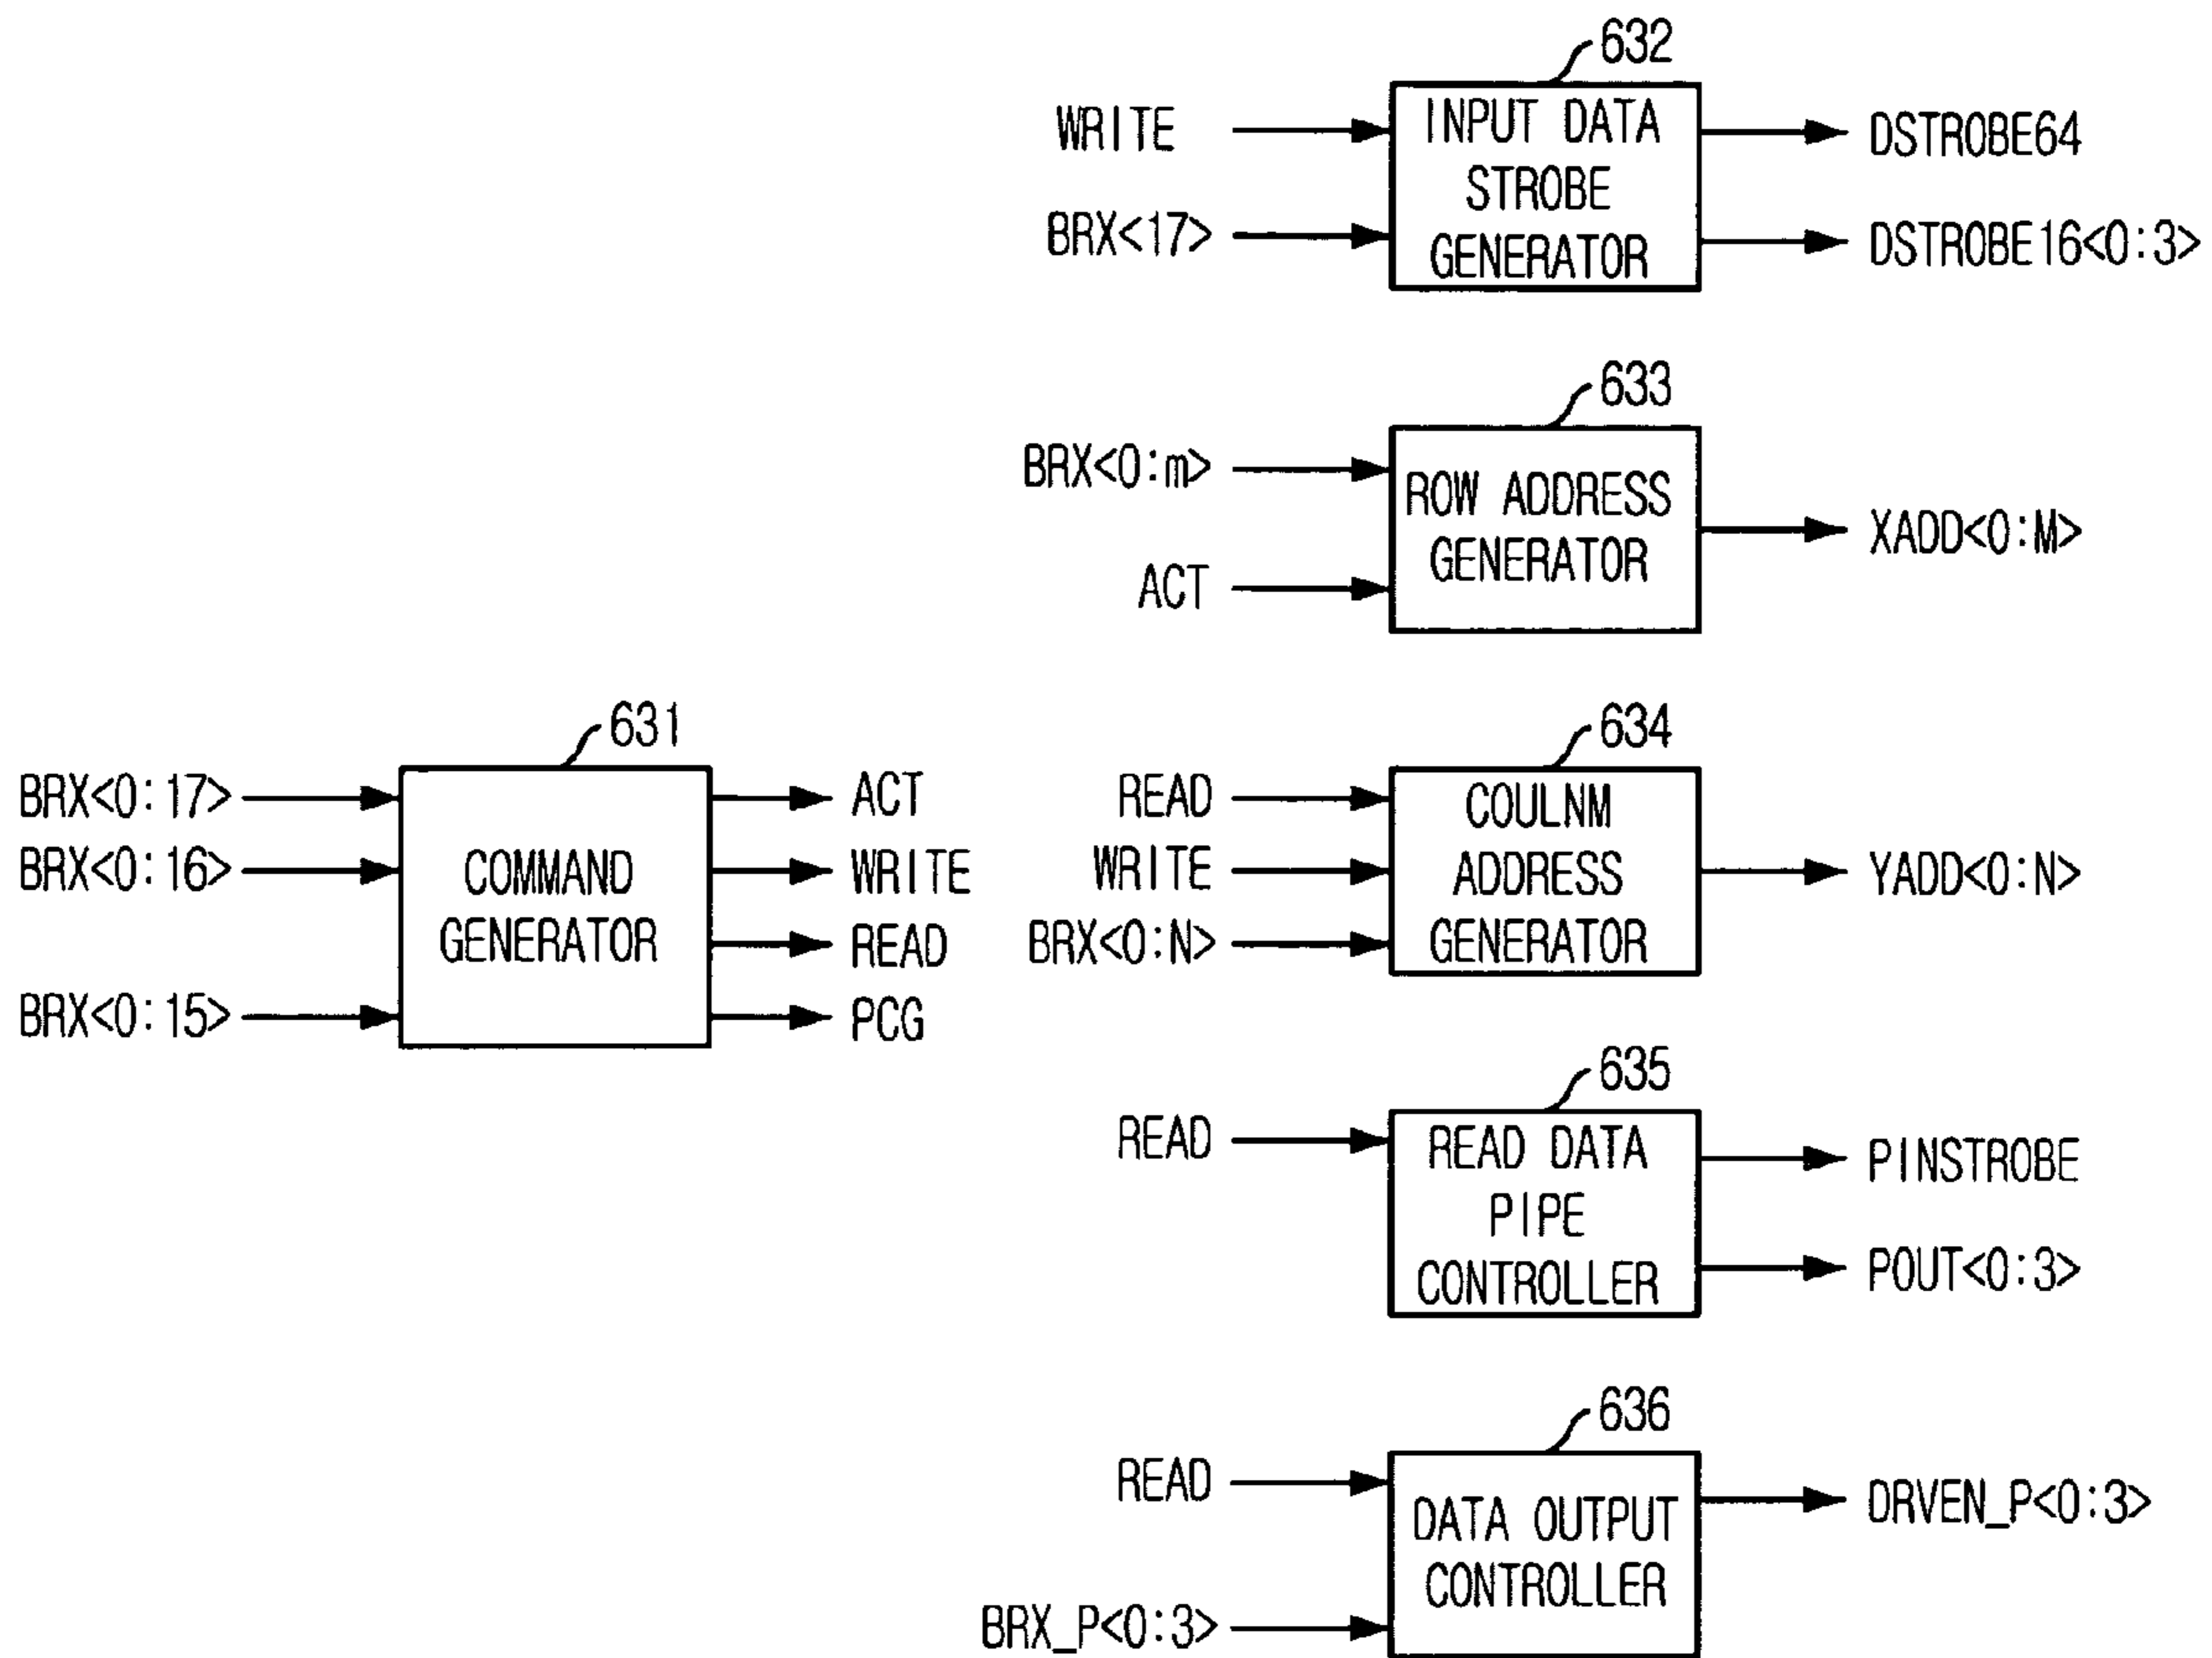 632
WRITE
INPUT DATA
STROBE
GENERATOR
BRX<17>
DSTROBE64
DSTROBE16<0:3>
633
BRX<0:m>
ACT
ROW ADDRESS
GENERATOR
XADD<0:M>
631
BRX<0:17>
BRX<0:16>
BRX<0:15>
COMMAND
GENERATOR
ACT
WRITE
READ
PCG
634
READ
WRITE
BRX<0:N>
COULNM
ADDRESS
GENERATOR
YADD<0:N>
635
READ
READ DATA
PIPE
CONTROLLER
PINSTROBE
POUT<0:3>
636
READ
BRX_P<0:3>
DATA OUTPUT
CONTROLLER
DRVEN_P<0:3>